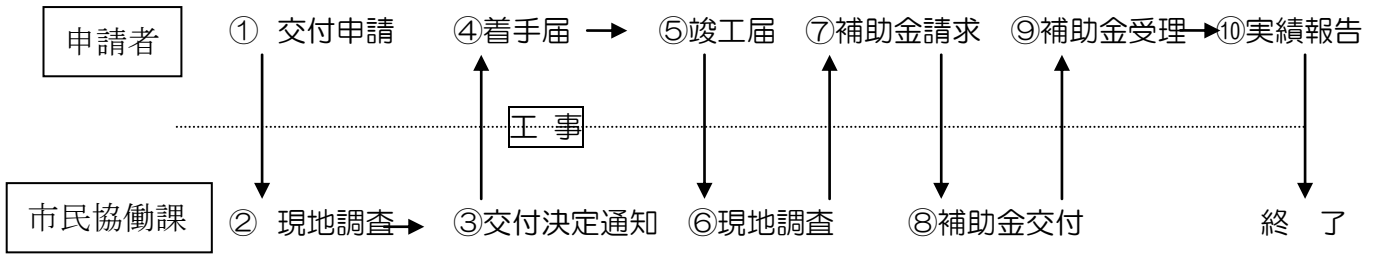 申請者 ① 交付申請 ④着手届 ⑤竣工届 ⑦補助金請求 ⑨補助金受理 ⑩実績報告
工 事
市民協働課 ② 現地調査 ③交付決定通知 ⑥現地調査 ⑧補助金交付 終 了